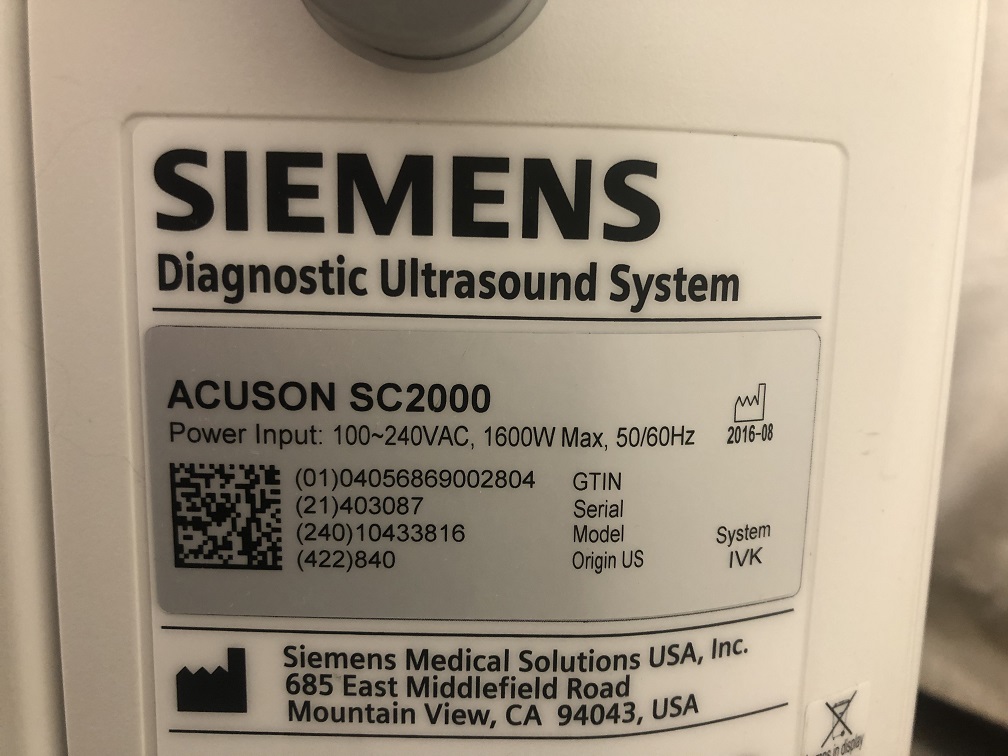 SIEMENS
Diagnostic Ultrasound System
ACUSON SC2000
Power Input: 100~240VAC, 1600W Max, 50/60Hz
2016-08
(01)04056869002804 GTIN
(21)403087 Serial
(240)10433816 Model System
(422)840 Origin US IVK
Siemens Medical Solutions USA, Inc.
685 East Middlefield Road
Mountain View, CA 94043, USA
in display